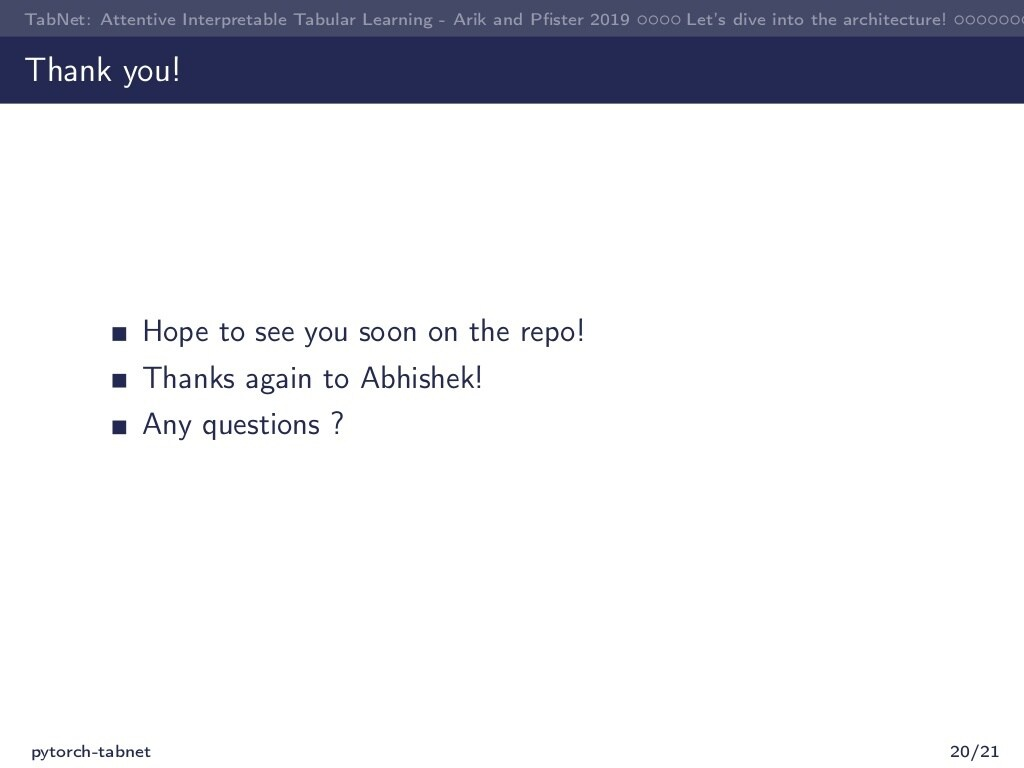 TabNet: Attentive Interpretable Tabular Learning - Arik and Pfister 2019 Let's dive into the architecture!
Thank you!
Hope to see you soon on the repo!
Thanks again to Abhishek!
Any questions ?
pytorch-tabnet 20/21